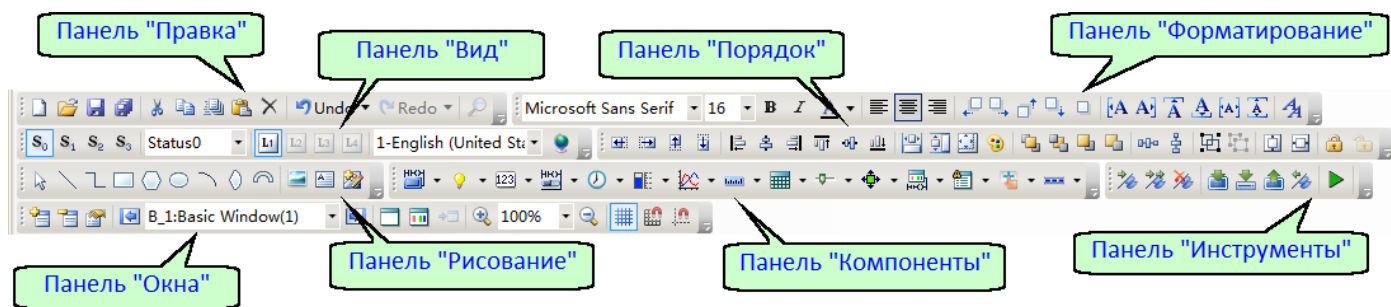 Панель "Правка"
Панель "Вид"
Панель "Порядок"
Панель "Форматирование"
Undo Redo Microsoft Sans Serif 16 B I A
S0 S1 S2 S3 Status0 L1 L2 L3 L4 1-English (United Sta
123
B_1:Basic Window(1) 100%
Панель "Окна"
Панель "Рисование"
Панель "Компоненты"
Панель "Инструменты"